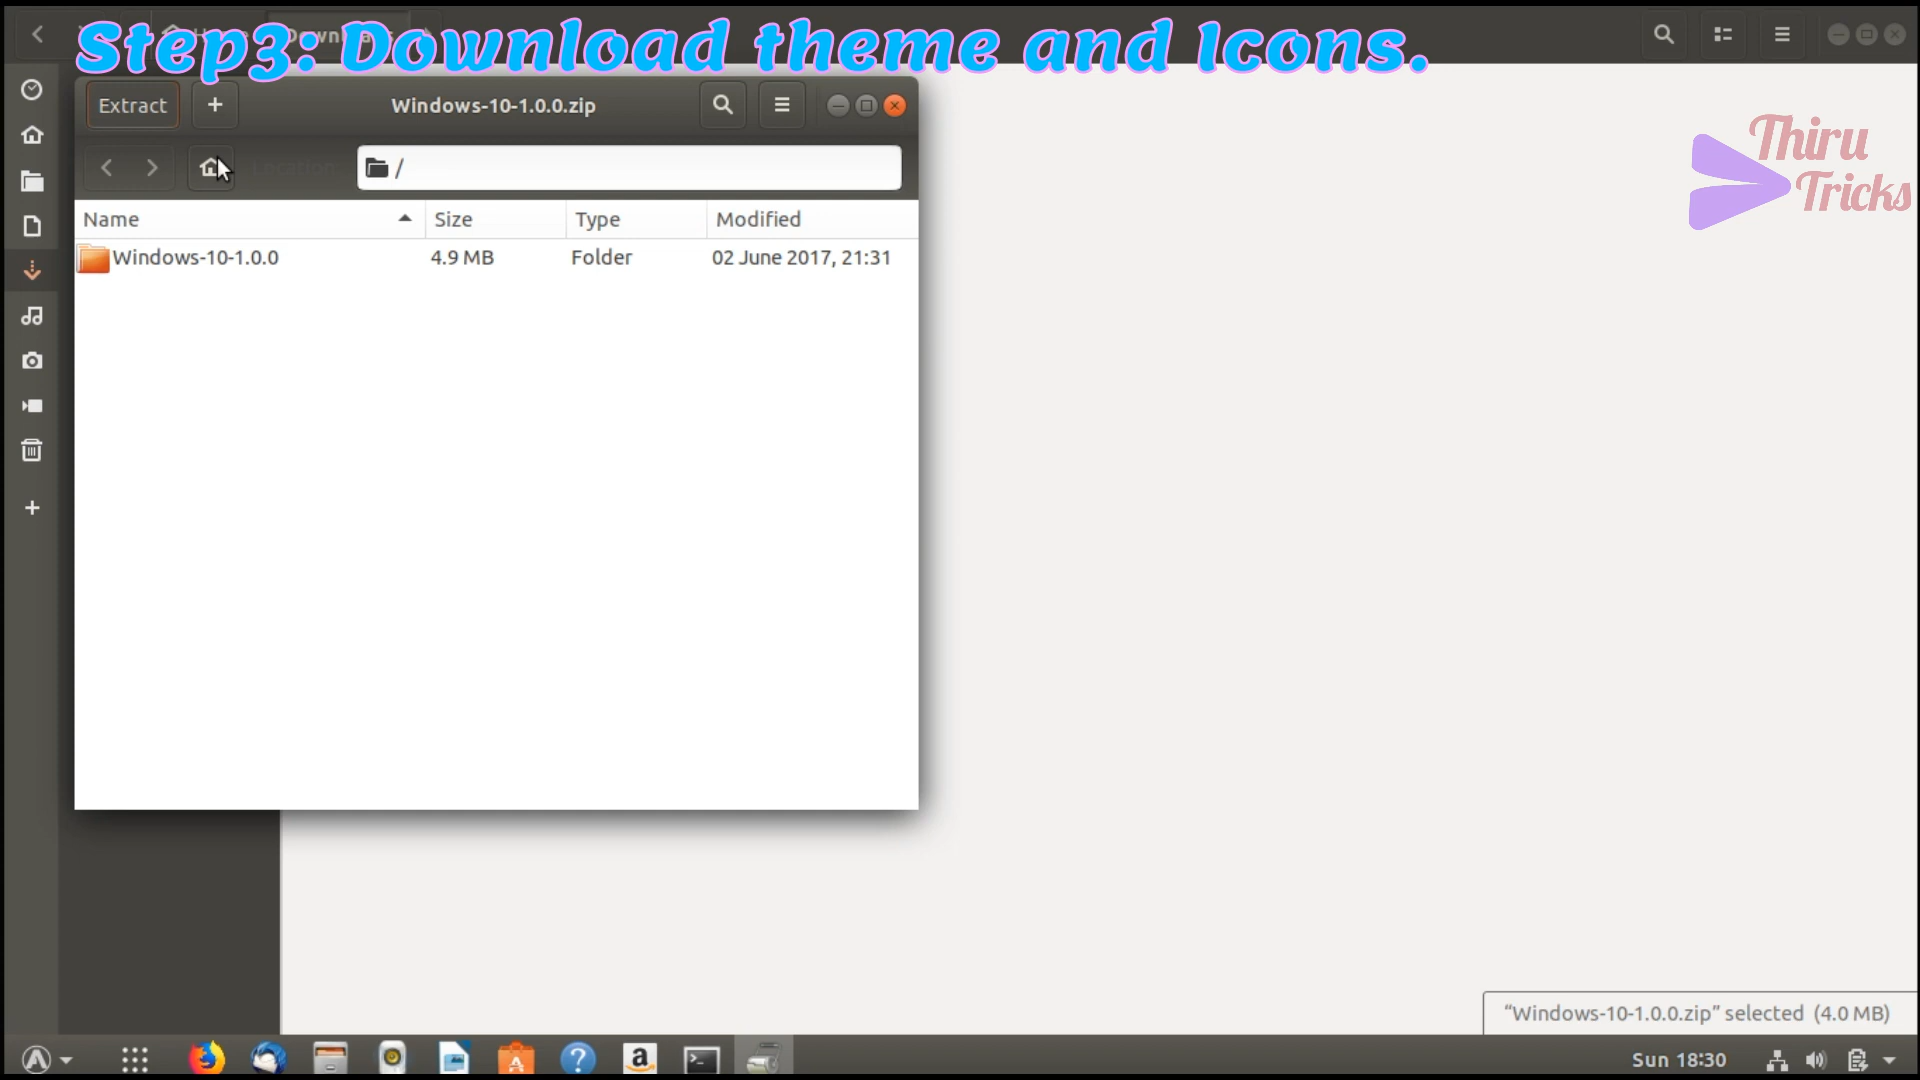 Step3: Download theme and Icons.
Extract
Windows-10-1.0.0.zip
Location:
/
Name
Size
Type
Modified
Windows-10-1.0.0
4.9 MB
Folder
02 June 2017, 21:31
Thiru
Tricks
“Windows-10-1.0.0.zip” selected (4.0 MB)
Sun 18:30